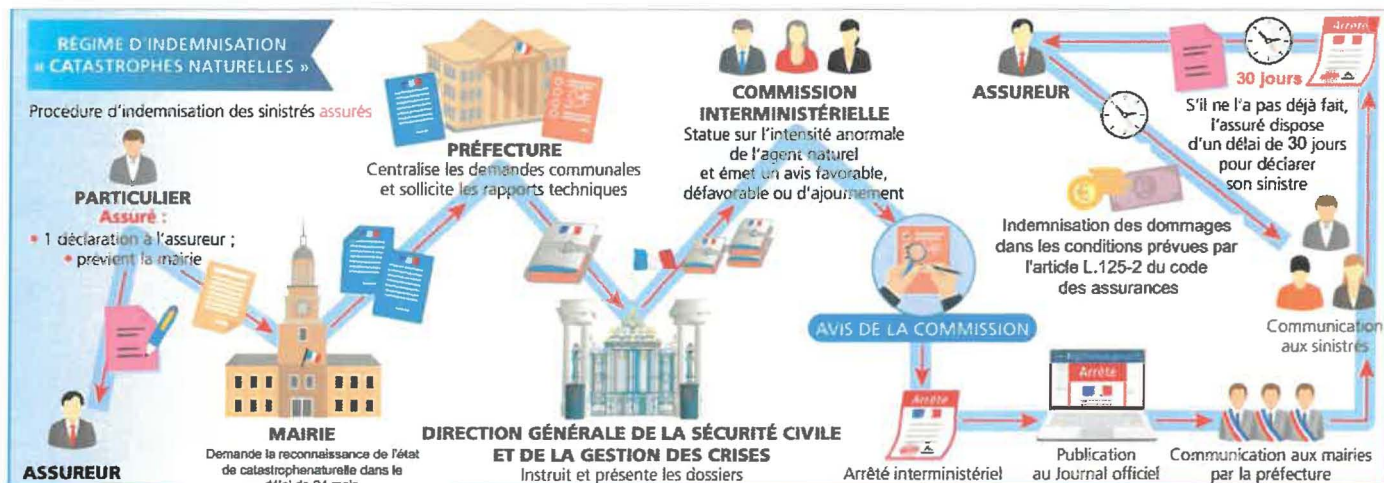 RÉGIME D'INDEMNISATION
« CATASTROPHES NATURELLES »
Procédure d'indemnisation des sinistrés assurés
PARTICULIER
Assuré :
• 1 déclaration à l'assureur ;
• prévient la mairie
ASSUREUR
MAIRIE
Demande la reconnaissance de l'état
de catastrophenaturelle dans le
délai de 24 mois
PRÉFECTURE
Centralise les demandes communales
et sollicite les rapports techniques
DIRECTION GÉNÉRALE DE LA SÉCURITÉ CIVILE
ET DE LA GESTION DES CRISES
Instruit et présente les dossiers
COMMISSION
INTERMINISTÉRIELLE
Statue sur l'intensité anormale
de l'agent naturel
et émet un avis favorable,
défavorable ou d'ajournement
AVIS DE LA COMMISSION
Arrêté
Arrêté interministériel
Arrêté
Publication
au Journal officiel
Communication aux mairies
par la préfecture
Communication
aux sinistrés
Arrêté
30 jours
S'il ne l'a pas déjà fait,
l'assuré dispose
d'un délai de 30 jours
pour déclarer
son sinistre
ASSUREUR
Indemnisation des dommages
dans les conditions prévues par
l'article L.125-2 du code
des assurances